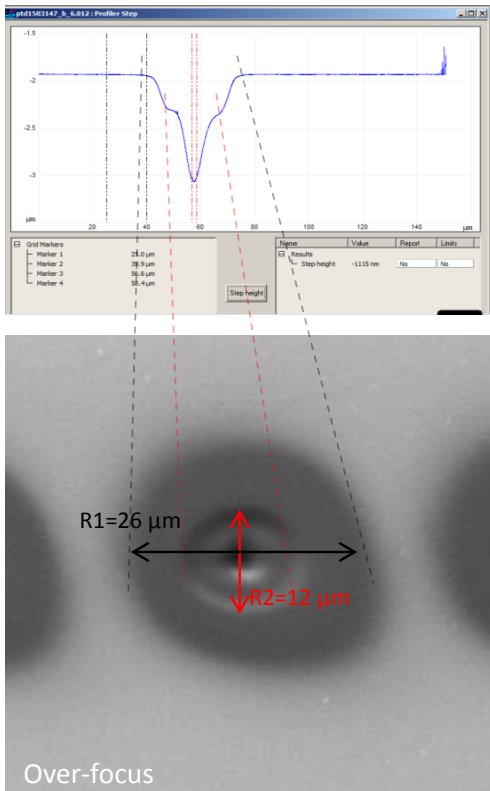 ptd1503147_b_6.012 : Profiler Step
-1.5
-2
-2.5
-3
µm
20 40 60 80 100 120 140 µm
Grid Markers
Marker 1 25.0 µm
Marker 2 39.9 µm
Marker 3 56.6 µm
Marker 4 58.4 µm
Step height
Name Value Report Limits
Results
Step height -1115 nm No No
R1=26 µm
R2=12 µm
Over-focus